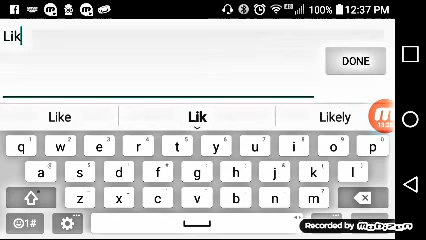 100% 12:37 PM
Lik
DONE
Like Lik Likely
q w e r t y u i o p
a s d f g h j k l
z x c v b n m
1#
Recorded by